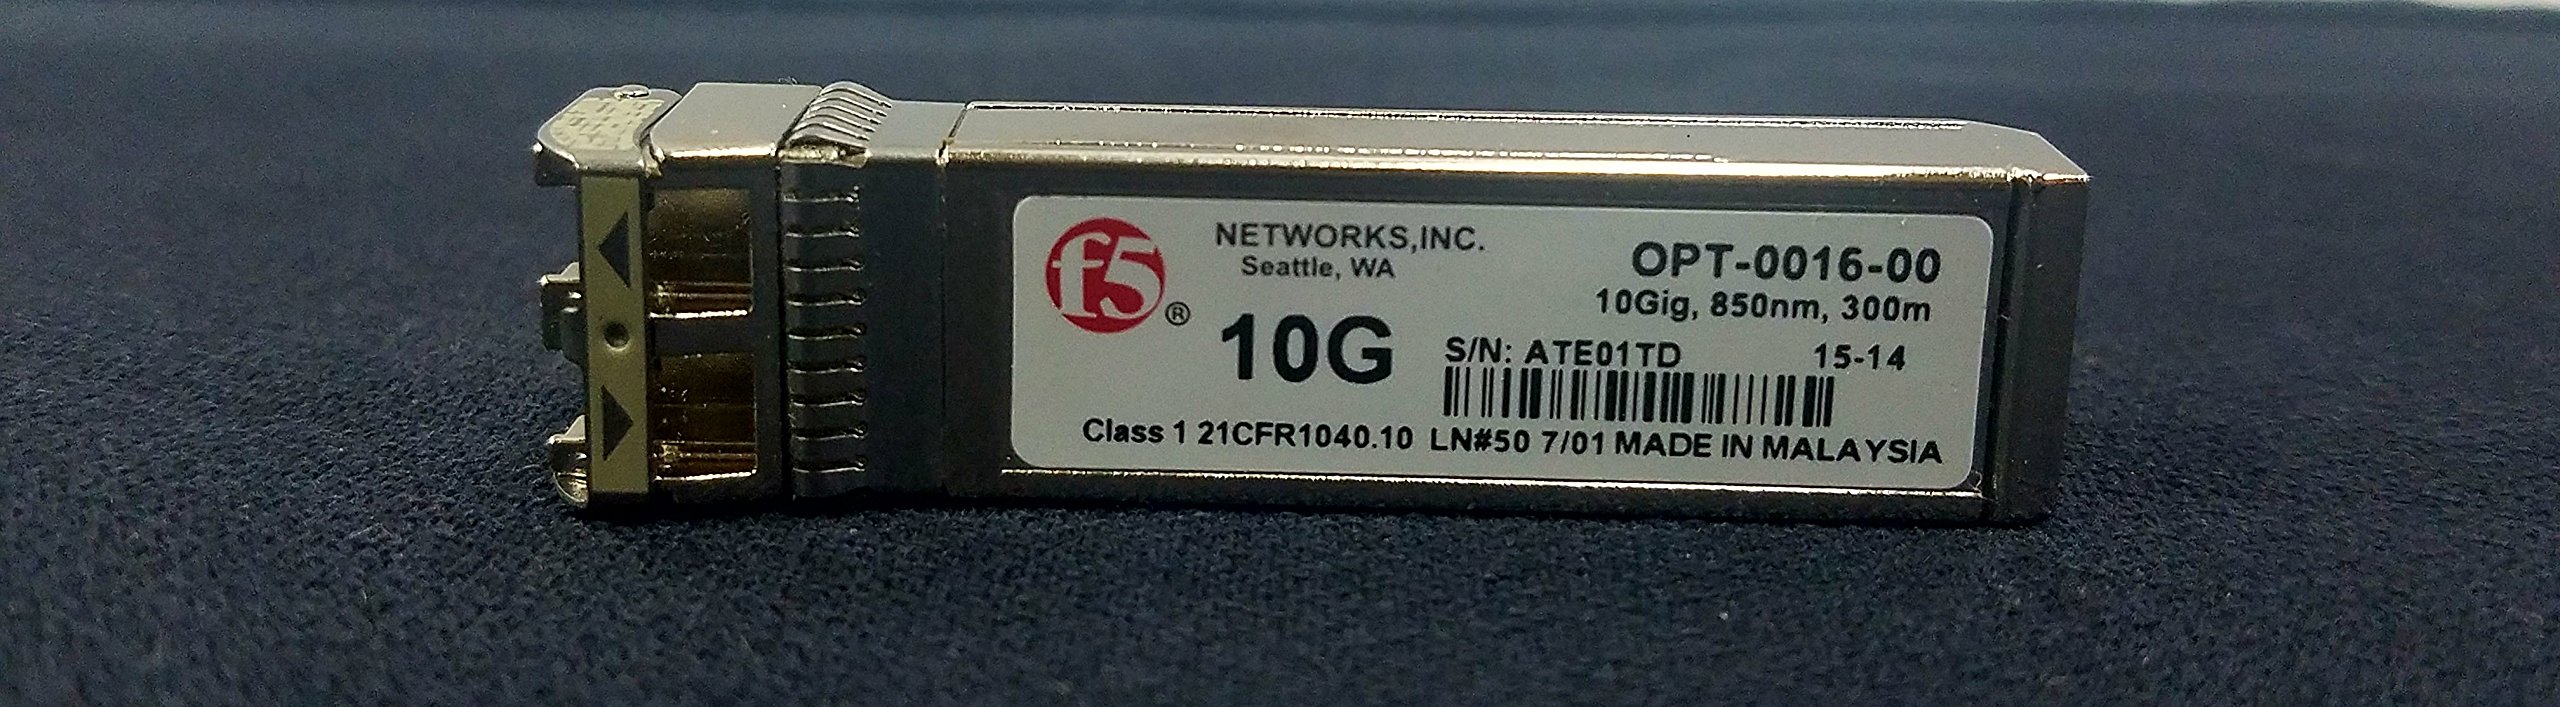 f5 ®
NETWORKS,INC.
Seattle, WA
10G
OPT-0016-00
10Gig, 850nm, 300m
S/N: ATE01TD 15-14
Class 1 21CFR1040.10 LN#50 7/01 MADE IN MALAYSIA